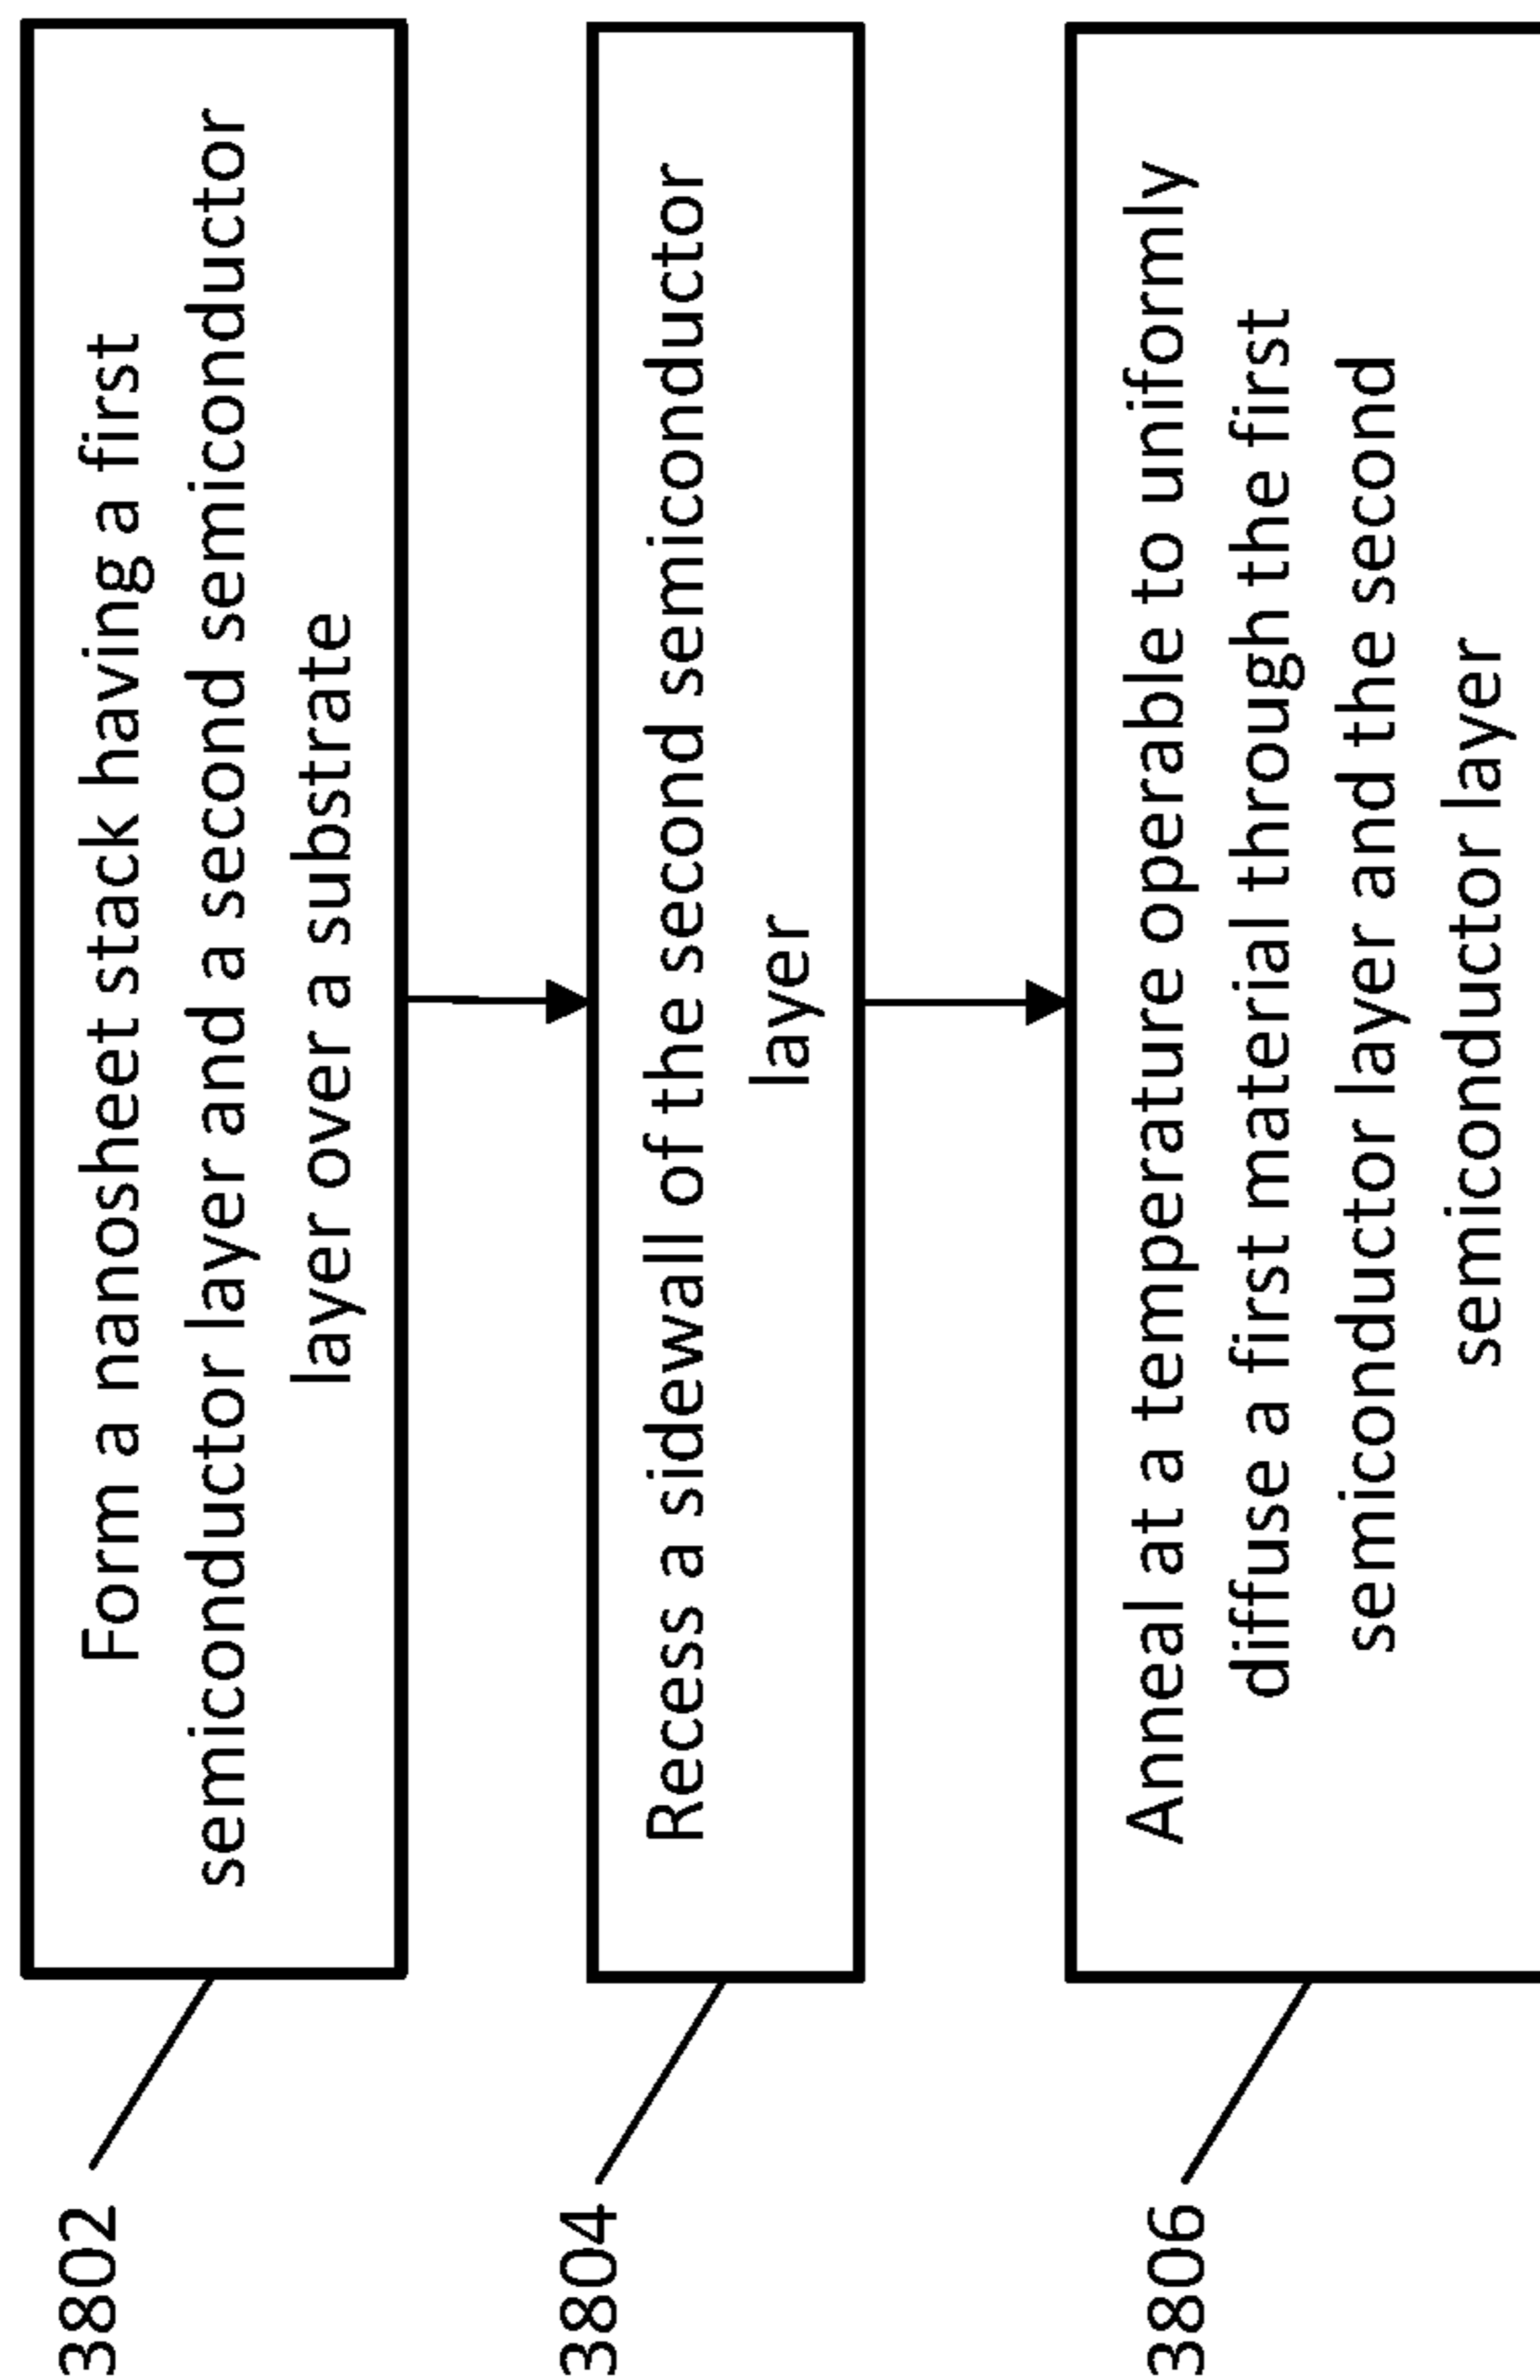 3802
Form a nanosheet stack having a first
semiconductor layer and a second semiconductor
layer over a substrate
3804
Recess a sidewall of the second semiconductor
layer
3806
Anneal at a temperature operable to uniformly
diffuse a first material through the first
semiconductor layer and the second
semiconductor layer